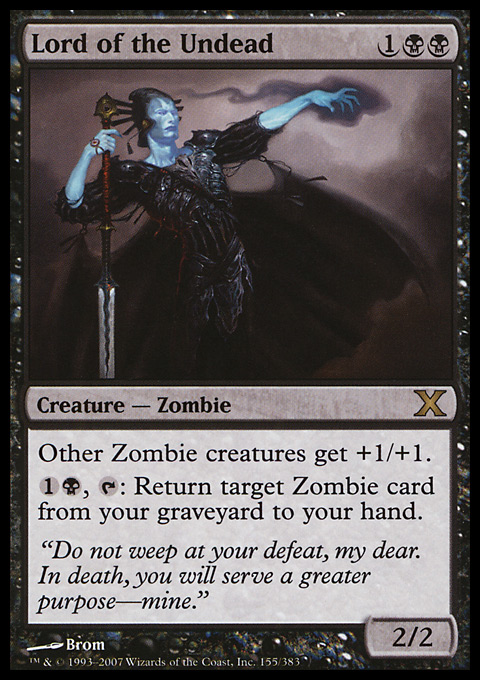 Lord of the Undead 1
Creature — Zombie X
Other Zombie creatures get +1/+1.
1, : Return target Zombie card
from your graveyard to your hand.
“Do not weep at your defeat, my dear.
In death, you will serve a greater
purpose—mine.”
Brom
2/2
™ & © 1993–2007 Wizards of the Coast, Inc. 155/383